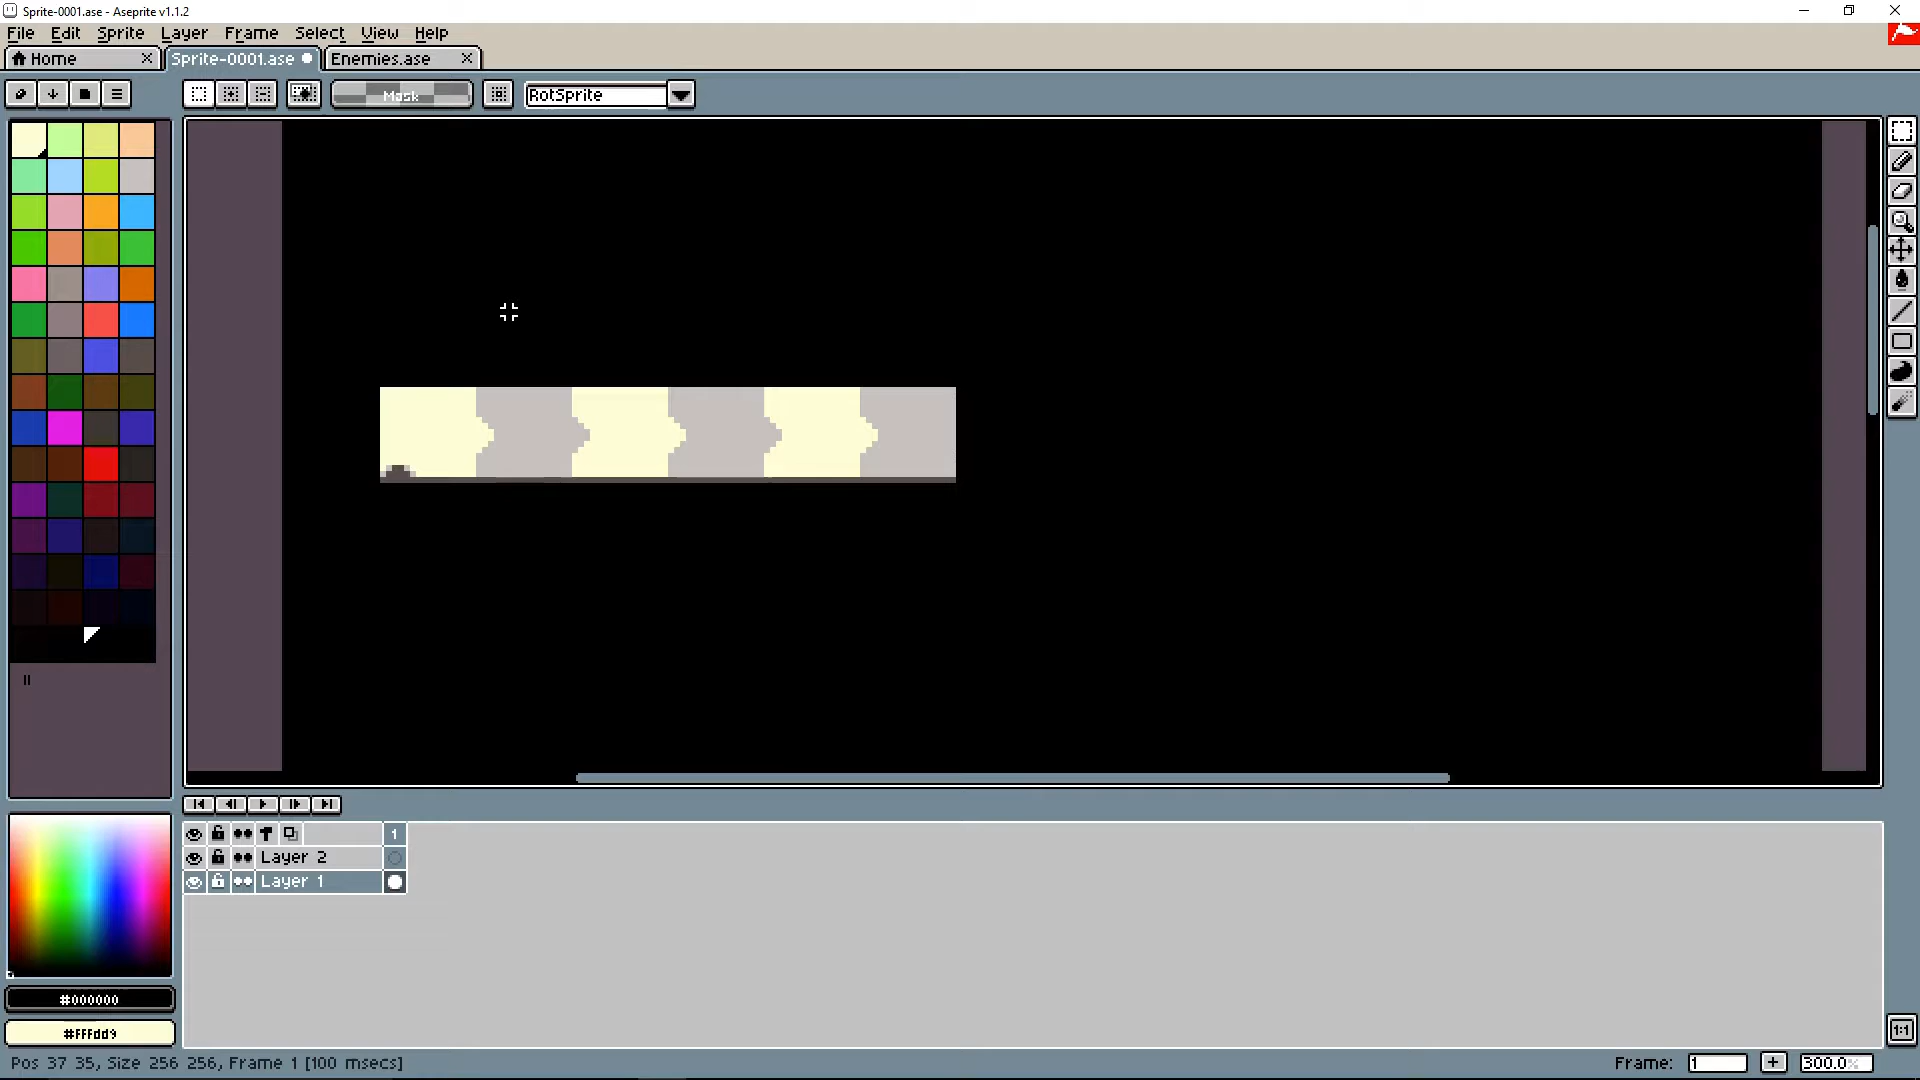 Sprite-0001.ase - Aseprite v1.1.2
File Edit Sprite Layer Frame Select View Help
Home Sprite-0001.ase Enemies.ase
Mask RotSprite
1
Layer 2
Layer 1
#000000
#FFFdd9
1:1
Pos 37 35, Size 256 256, Frame 1 [100 msecs] Frame: 1 + 300.0%